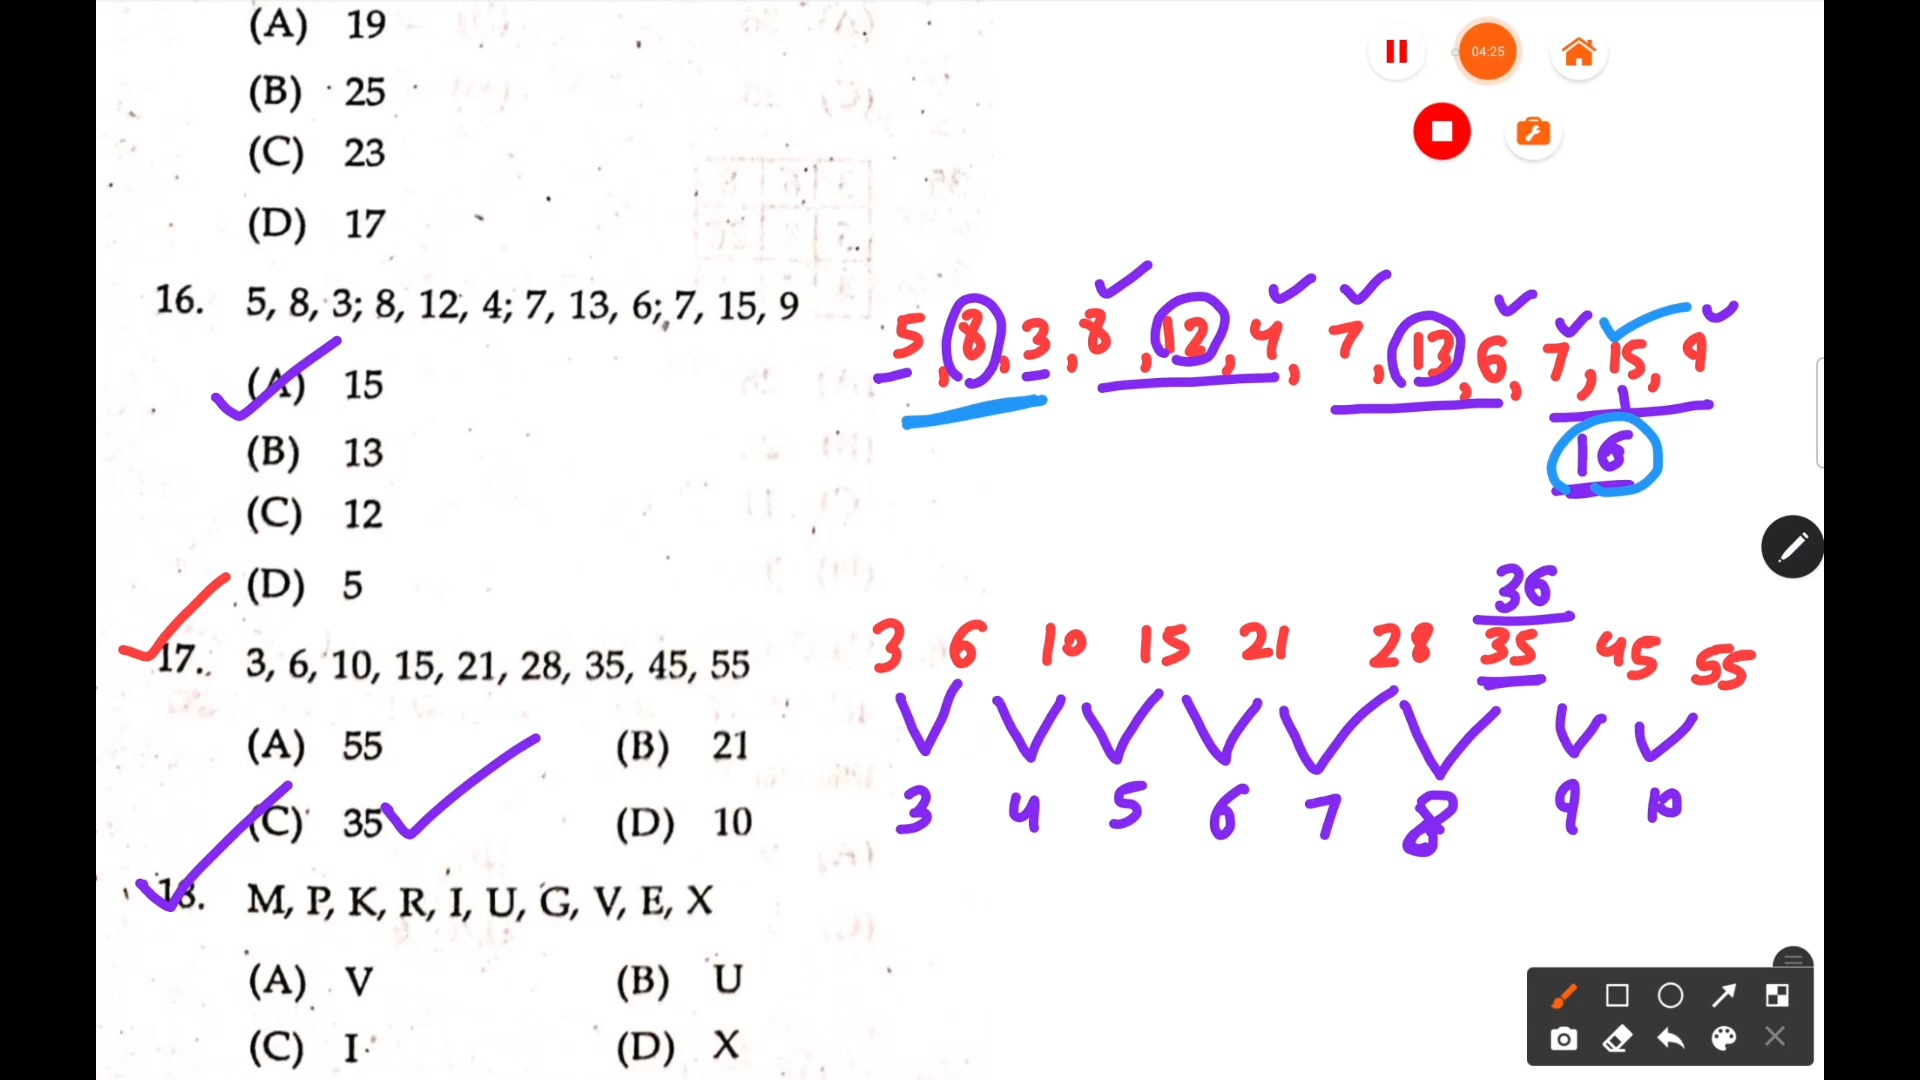 (A) 19
(B) 25
(C) 23
(D) 17
16. 5, 8, 3; 8, 12, 4; 7, 13, 6; 7, 15, 9
(A) 15
(B) 13
(C) 12
(D) 5
17. 3, 6, 10, 15, 21, 28, 35, 45, 55
(A) 55 (B) 21
(C) 35 (D) 10
18. M, P, K, R, I, U, G, V, E, X
(A) V (B) U
(C) I (D) X
04:25
5, 8, 3, 8, 12, 4, 7, 13, 6, 7, 15, 9
16
36
3 6 10 15 21 28 35 45 55
3 4 5 6 7 8 9 10